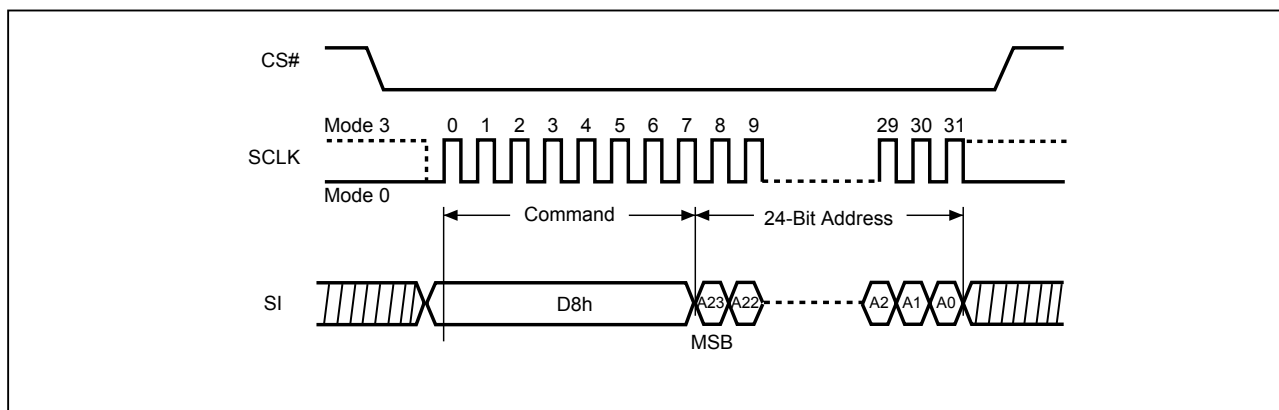 CS#
Mode 3
0 1 2 3 4 5 6 7 8 9 29 30 31
SCLK
Mode 0
Command 24-Bit Address
SI D8h A23 A22 A2 A1 A0
MSB